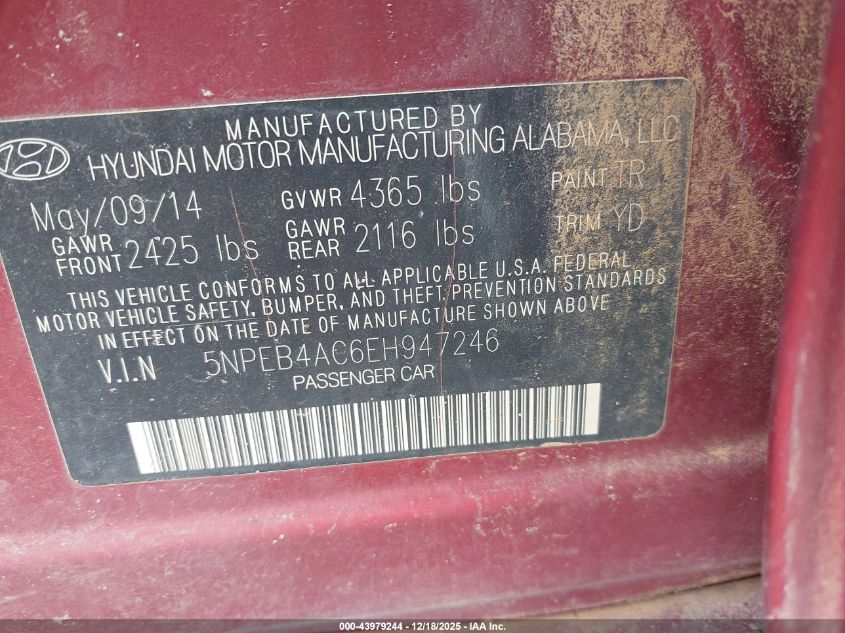 MANUFACTURED BY
HYUNDAI MOTOR MANUFACTURING ALABAMA, LLC
May/09/14 GVWR 4365 lbs PAINT TR
GAWR FRONT 2425 lbs GAWR REAR 2116 lbs TRIM YD
THIS VEHICLE CONFORMS TO ALL APPLICABLE U.S.A. FEDERAL
MOTOR VEHICLE SAFETY, BUMPER, AND THEFT PREVENTION STANDARDS
IN EFFECT ON THE DATE OF MANUFACTURE SHOWN ABOVE
V.I.N 5NPEB4AC6EH947246
PASSENGER CAR
000-43979244 | 12/18/2025 - IAA Inc.